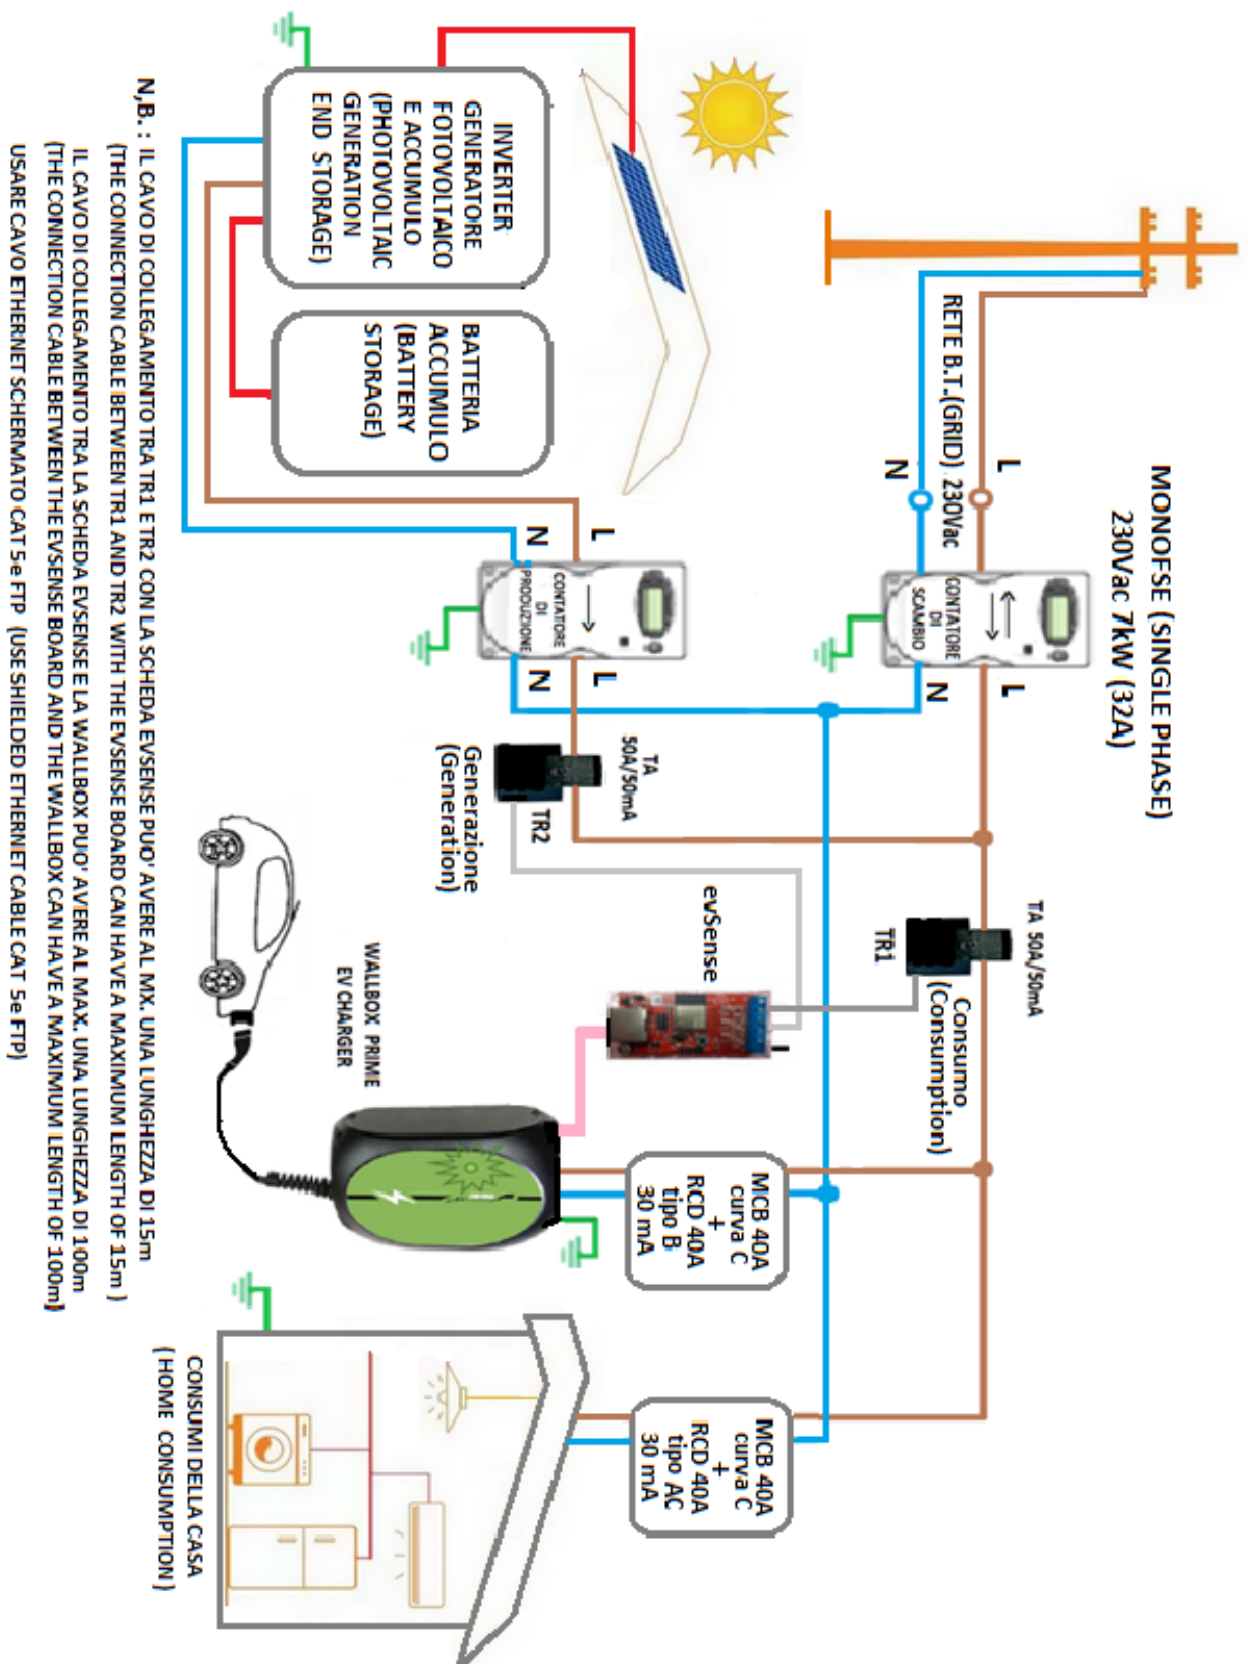 MONOFSE (SINGLE PHASE)
230Vac 7kW (32A)
RETE B.T.(GRID) 230Vac
L
N
CONTATORE
DI
SCAMBIO
L
N
TA 50A/50mA
TR1
Consumo
(Consumption)
L
N
CONTATORE
DI
PRODUZIONE
L
N
TA
50A/50mA
TR2
Generazione
(Generation)
evSense
INVERTER
GENERATORE
FOTOVOLTAICO
E ACCUMULO
(PHOTOVOLTAIC
GENERATION
END STORAGE)
BATTERIA
ACCUMULO
(BATTERY
STORAGE)
WALLBOX PRIME
EV CHARGER
MCB 40A
curva C
+
RCD 40A
tipo B
30 mA
MCB 40A
curva C
+
RCD 40A
tipo AC
30 mA
CONSUMI DELLA CASA
( HOME CONSUMPTION )
N,B. : IL CAVO DI COLLEGAMENTO TRA TR1 E TR2 CON LA SCHEDA EVSENSE PUO' AVERE AL MX. UNA LUNGHEZZA DI 15m
(THE CONNECTION CABLE BETWEEN TR1 AND TR2 WITH THE EVSENSE BOARD CAN HAVE A MAXIMUM LENGTH OF 15m )
IL CAVO DI COLLEGAMENTO TRA LA SCHEDA EVSENSE E LA WALLBOX PUO' AVERE AL MAX. UNA LUNGHEZZA DI 100m
(THE CONNECTION CABLE BETWEEN THE EVSENSE BOARD AND THE WALLBOX CAN HAVE A MAXIMUM LENGTH OF 100m)
USARE CAVO ETHERNET SCHERMATO CAT 5e FTP (USE SHIELDED ETHERNET CABLE CAT 5e FTP)